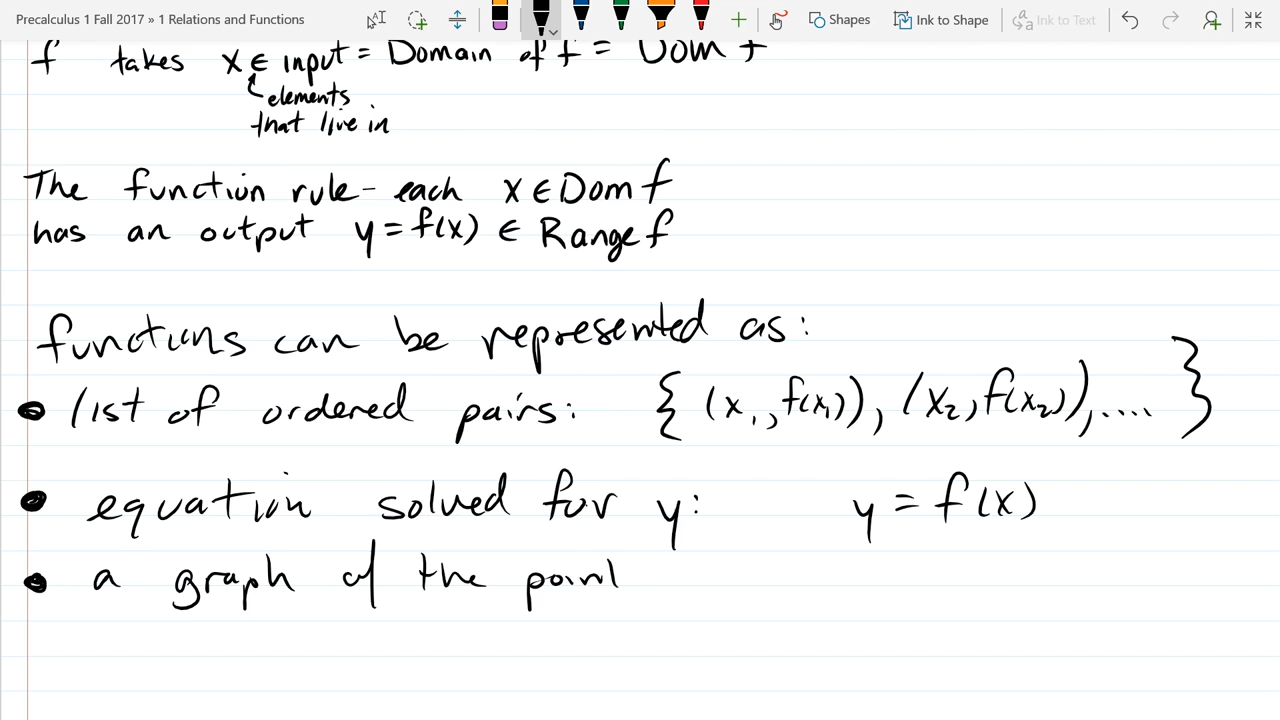 Precalculus 1 Fall 2017 » 1 Relations and Functions
Shapes
Ink to Shape
Ink to Text
f takes x ∈ input = Domain of f = Dom f
elements
that live in
The function rule - each x ∈ Dom f
has an output y = f(x) ∈ Range f
functions can be represented as:
• list of ordered pairs: { (x₁, f(x₁)), (x₂, f(x₂)), .... }
• equation solved for y: y = f(x)
• a graph of the point